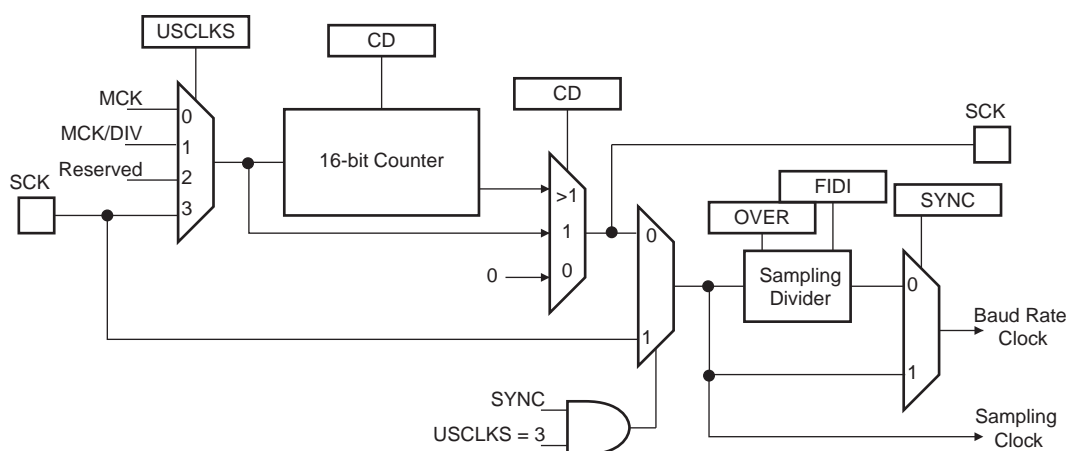 USCLKS
CD
CD
MCK
0
MCK/DIV
1
Reserved
2
SCK
3
16-bit Counter
>1
1
0
0
SCK
FIDI
OVER
SYNC
0
1
Sampling
Divider
0
1
Baud Rate
Clock
SYNC
USCLKS = 3
Sampling
Clock